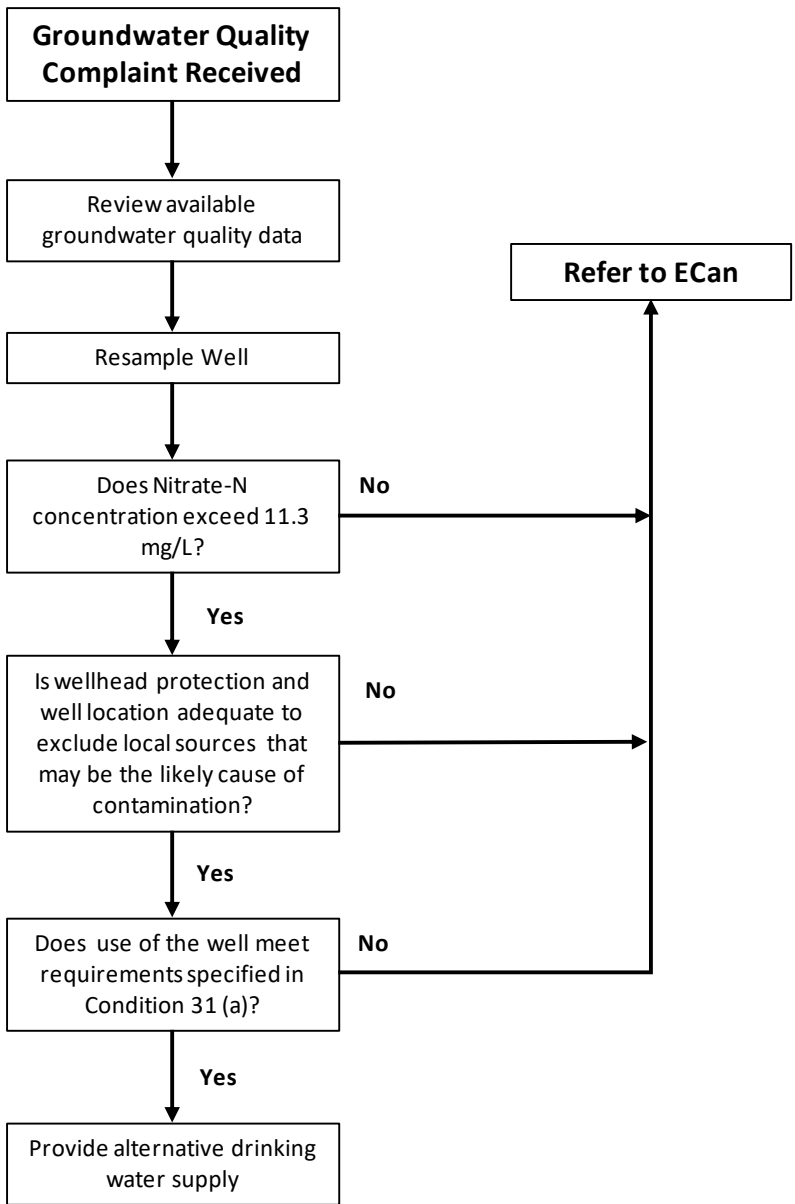 Groundwater Quality
Complaint Received
Review available
groundwater quality data
Refer to ECan
Resample Well
Does Nitrate-N
concentration exceed 11.3
mg/L?
No
Yes
Is wellhead protection and
well location adequate to
exclude local sources that
may be the likely cause of
contamination?
No
Yes
Does use of the well meet
requirements specified in
Condition 31 (a)?
No
Yes
Provide alternative drinking
water supply